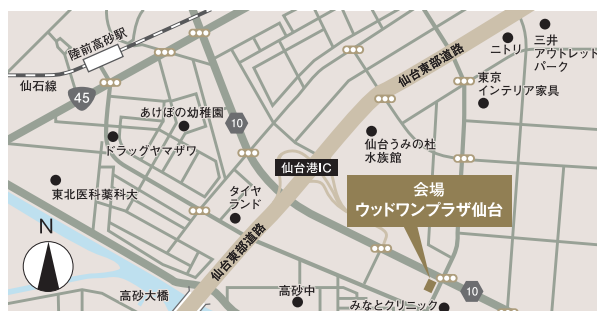 陸前高砂駅
仙石線
45
あけぼの幼稚園
10
ドラッグヤマザワ
東北医科薬科大
タイヤ
ランド
仙台港IC
仙台東部道路
ニトリ
三井
アウトレット
パーク
東京
インテリア家具
仙台うみの杜
水族館
会場
ウッドワンプラザ仙台
仙台東部道路
N
高砂大橋
高砂中
みなとクリニック
10